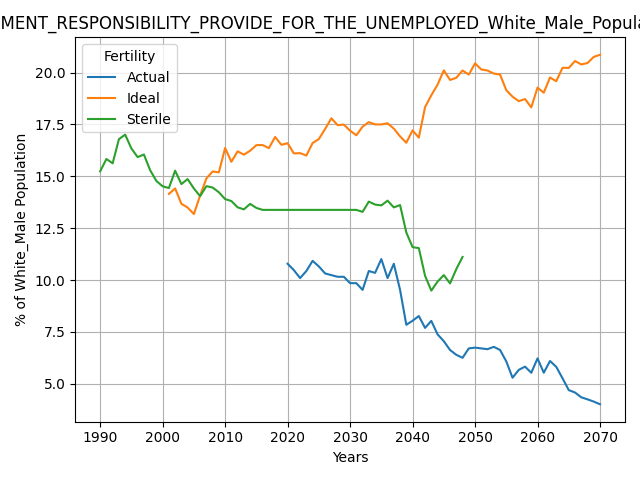 MENT_RESPONSIBILITY_PROVIDE_FOR_THE_UNEMPLOYED_White_Male_Popula
Fertility
Actual
Ideal
Sterile
% of White_Male Population
20.0
17.5
15.0
12.5
10.0
7.5
5.0
1990 2000 2010 2020 2030 2040 2050 2060 2070
Years